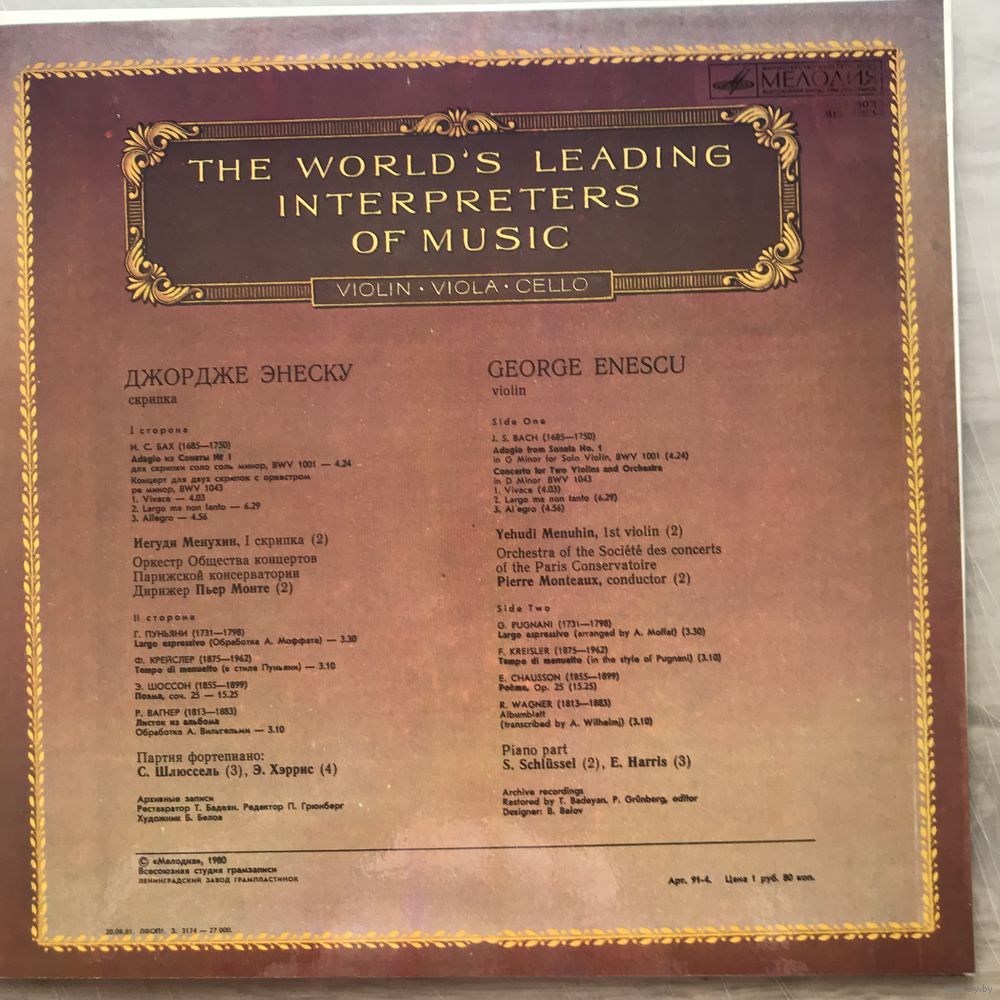 МЕЛОДИЯ
THE WORLD'S LEADING
INTERPRETERS
OF MUSIC
VIOLIN · VIOLA · CELLO
ДЖОРДЖЕ ЭНЕСКУ
скрипка
I сторона
И. С. БАХ (1685—1750)
Adagio из Сонаты № 1
для скрипки соло соль минор, BWV 1001 — 4.24
Концерт для двух скрипок с оркестром
ре минор, BWV 1043
1. Vivace — 4.03
2. Largo ma non tanto — 6.29
3. Allegro — 4.56
Иегуди Менухин, I скрипка (2)
Оркестр Общества концертов
Парижской консерватории
Дирижер Пьер Монте (2)
II сторона
Г. ПУНЬЯНИ (1731—1798)
Largo espressivo (Обработка А. Моффата) — 3.30
Ф. КРЕЙСЛЕР (1875—1962)
Tempo di menuetto (в стиле Пуньяни) — 3.10
Э. ШОССОН (1855—1899)
Поэма, соч. 25 — 15.25
Р. ВАГНЕР (1813—1883)
Листок из альбома
Обработка А. Вильгельми — 3.10
Партия фортепиано:
С. Шлюссель (3), Э. Хэррис (4)
Архивные записи
Реставратор Т. Бадеян. Редактор П. Грюнберг
Художник Б. Белов
GEORGE ENESCU
violin
Side One
J. S. BACH (1685—1750)
Adagio from Sonata No. 1
in G Minor for Solo Violin, BWV 1001 (4.24)
Concerto for Two Violins and Orchestra
in D Minor BWV 1043
1. Vivace (4.03)
2. Largo ma non tanto (6.29)
3. Al egro (4.56)
Yehudi Menuhin, 1st violin (2)
Orchestra of the Société des concerts
of the Paris Conservatoire
Pierre Monteaux, conductor (2)
Side Two
G. PUGNANI (1731—1798)
Largo espressivo (arranged by A. Moffat) (3.30)
F. KREISLER (1875—1962)
Tempo di menuetto (in the style of Pugnani) (3.10)
E. CHAUSSON (1855—1899)
Poème, Op. 25 (15.25)
R. WAGNER (1813—1883)
Albumblatt
(transcribed by A. Wilhelmj) (3.10)
Piano part
S. Schlüssel (2), E. Harris (3)
Archive recordings
Restored by T. Badeyan, P. Grünberg, editor
Designer: B. Belov
© «Мелодия», 1980
Всесоюзная студия грамзаписи
ЛЕНИНГРАДСКИЙ ЗАВОД ГРАМПЛАСТИНОК
Арт. 91-4. Цена 1 руб. 80 коп.
20.08.81. ЛФОП1. З. 3174 — 27 000.